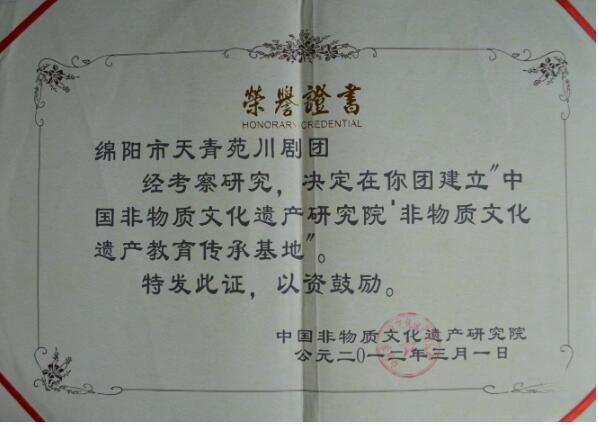 榮譽證書
HONORARY CREDENTIAL
绵阳市天青苑川剧团
经考察研究，决定在你团建立"中
国非物质文化遗产研究院'非物质文化
遗产教育传承基地"。
特发此证，以资鼓励。
中国非物质文化遗产研究院
公元二〇一二年三月一日